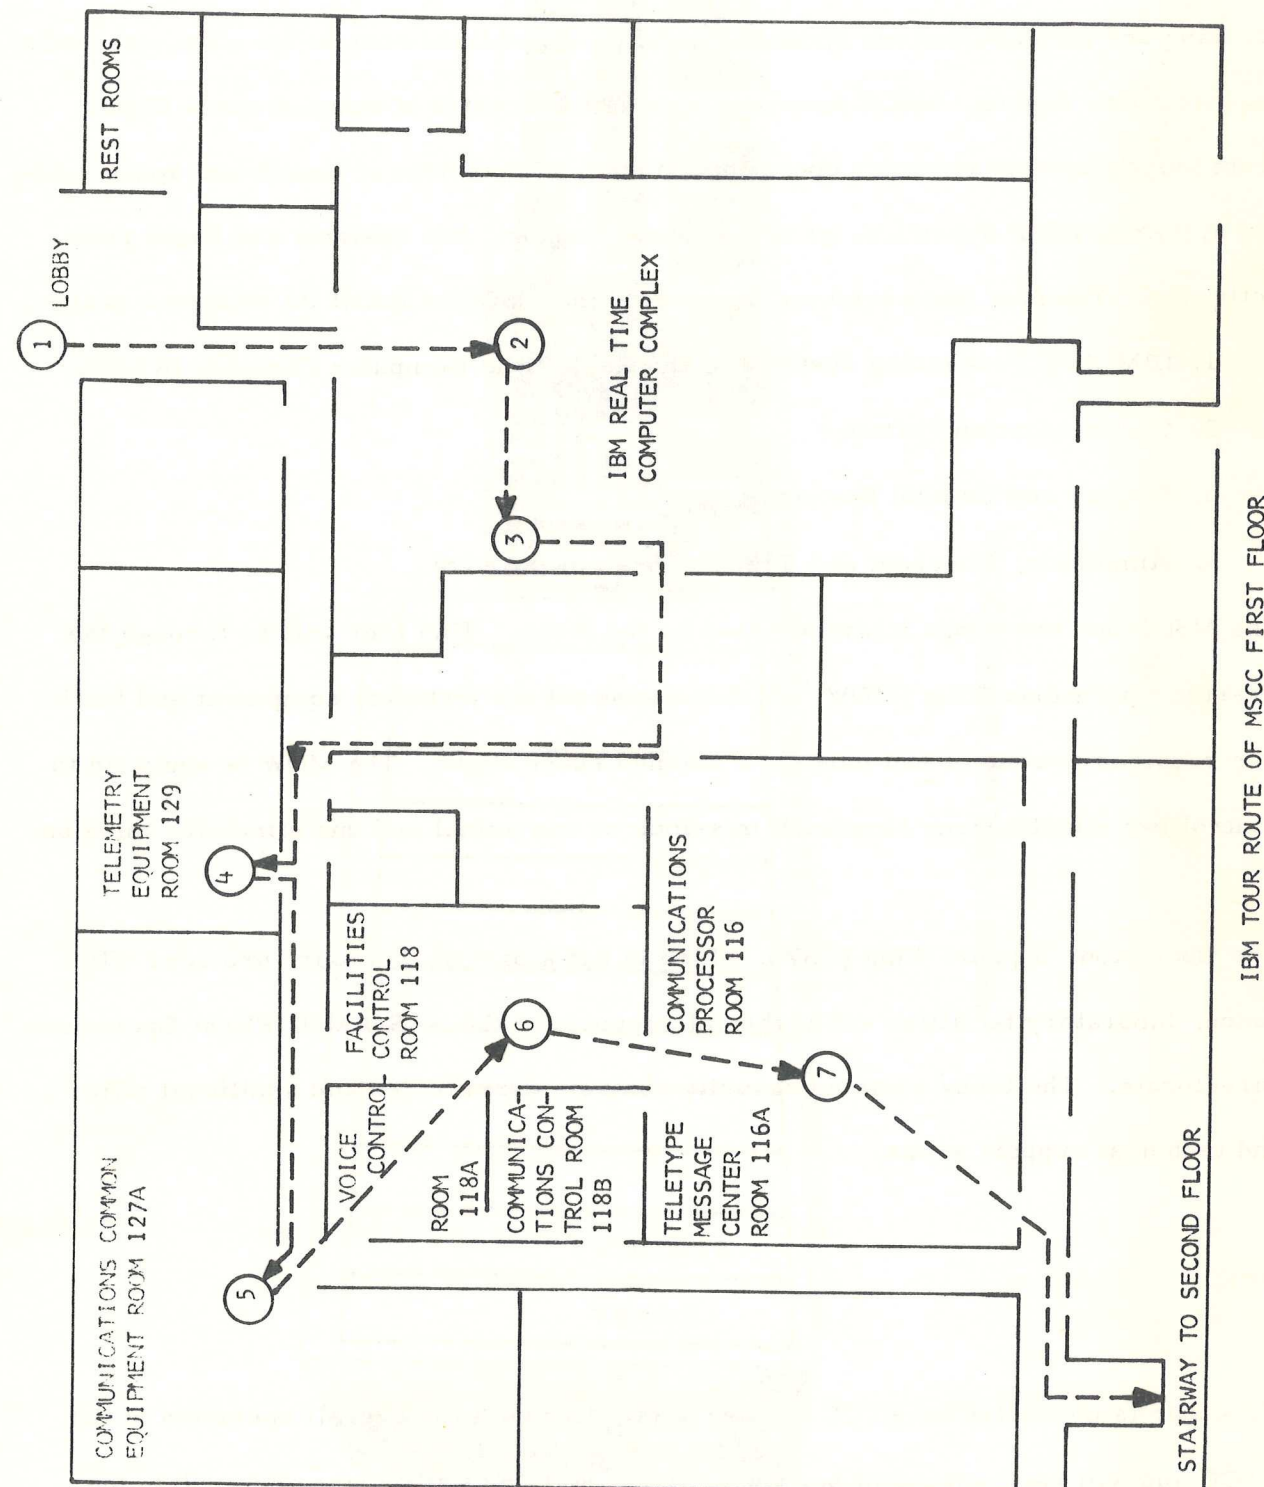 COMMUNICATIONS COMMON
EQUIPMENT ROOM 127A
TELEMETRY
EQUIPMENT
ROOM 129
REST ROOMS
LOBBY
1
2
3
4
5
6
7
IBM REAL TIME
COMPUTER COMPLEX
VOICE
CONTROL
ROOM
118A
FACILITIES
CONTROL
ROOM 118
COMMUNICA-
TIONS CON-
TROL ROOM
118B
TELETYPE
MESSAGE
CENTER
ROOM 116A
COMMUNICATIONS
PROCESSOR
ROOM 116
STAIRWAY TO SECOND FLOOR
IBM TOUR ROUTE OF MSCC FIRST FLOOR